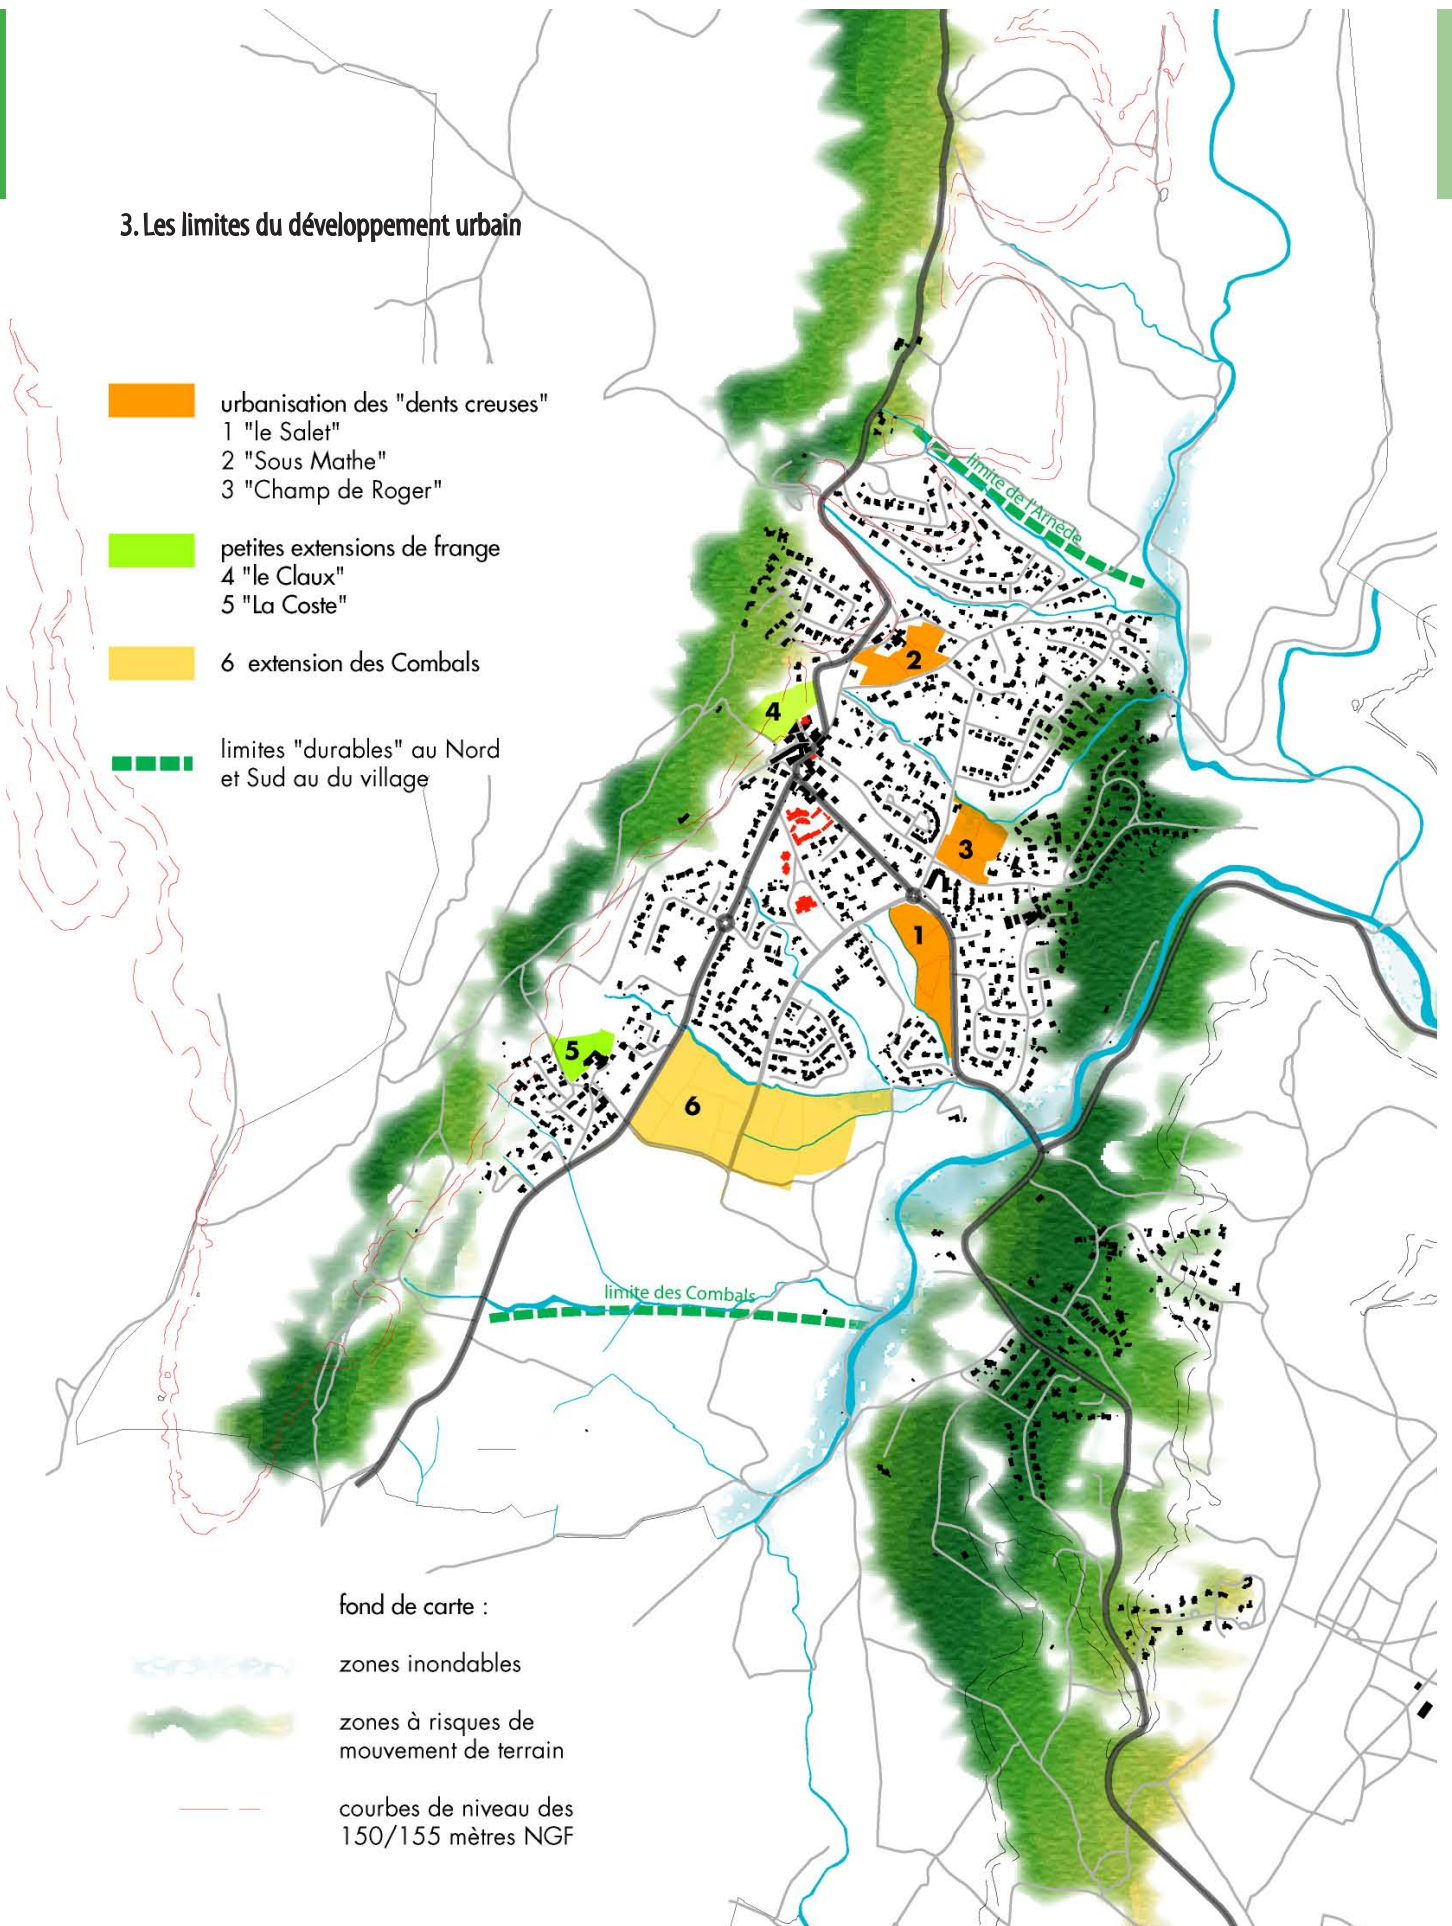 3. Les limites du développement urbain
urbanisation des "dents creuses"
1 "le Salet"
2 "Sous Mathe"
3 "Champ de Roger"
petites extensions de frange
4 "le Claux"
5 "La Coste"
6 extension des Combals
limites "durables" au Nord
et Sud au du village
limite de l'Arnède
2
4
3
1
5
6
limite des Combals
fond de carte :
zones inondables
zones à risques de
mouvement de terrain
courbes de niveau des
150/155 mètres NGF